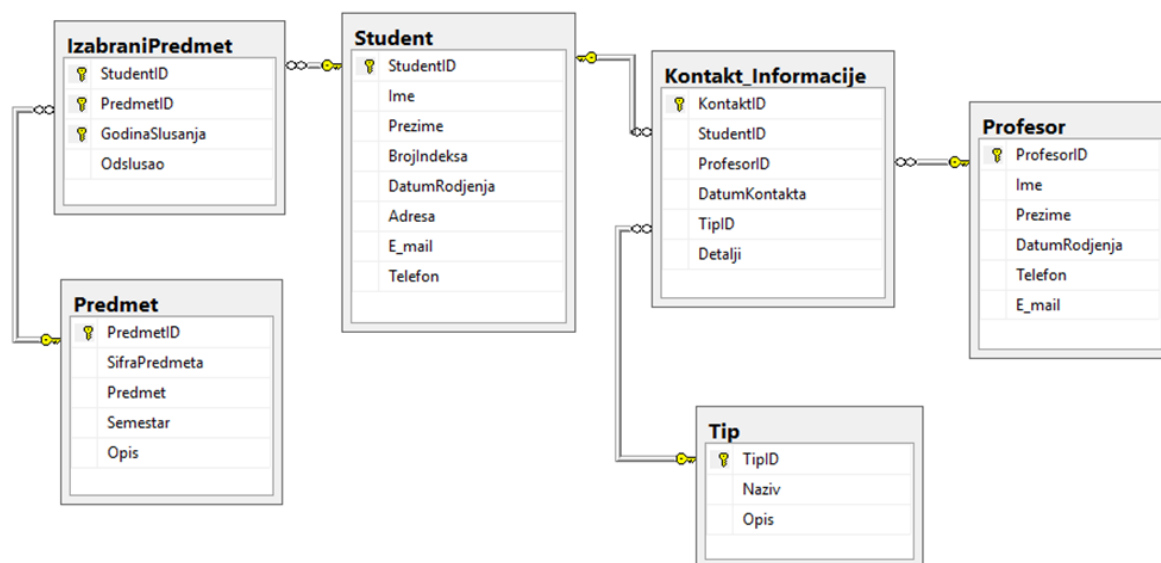 IzabraniPredmet
StudentID
PredmetID
GodinaSlusanja
Odslusao
Student
StudentID
Ime
Prezime
BrojIndeksa
DatumRodjenja
Adresa
E_mail
Telefon
Kontakt_Informacije
KontaktID
StudentID
ProfesorID
DatumKontakta
TipID
Detalji
Profesor
ProfesorID
Ime
Prezime
DatumRodjenja
Telefon
E_mail
Predmet
PredmetID
SifraPredmeta
Predmet
Semestar
Opis
Tip
TipID
Naziv
Opis